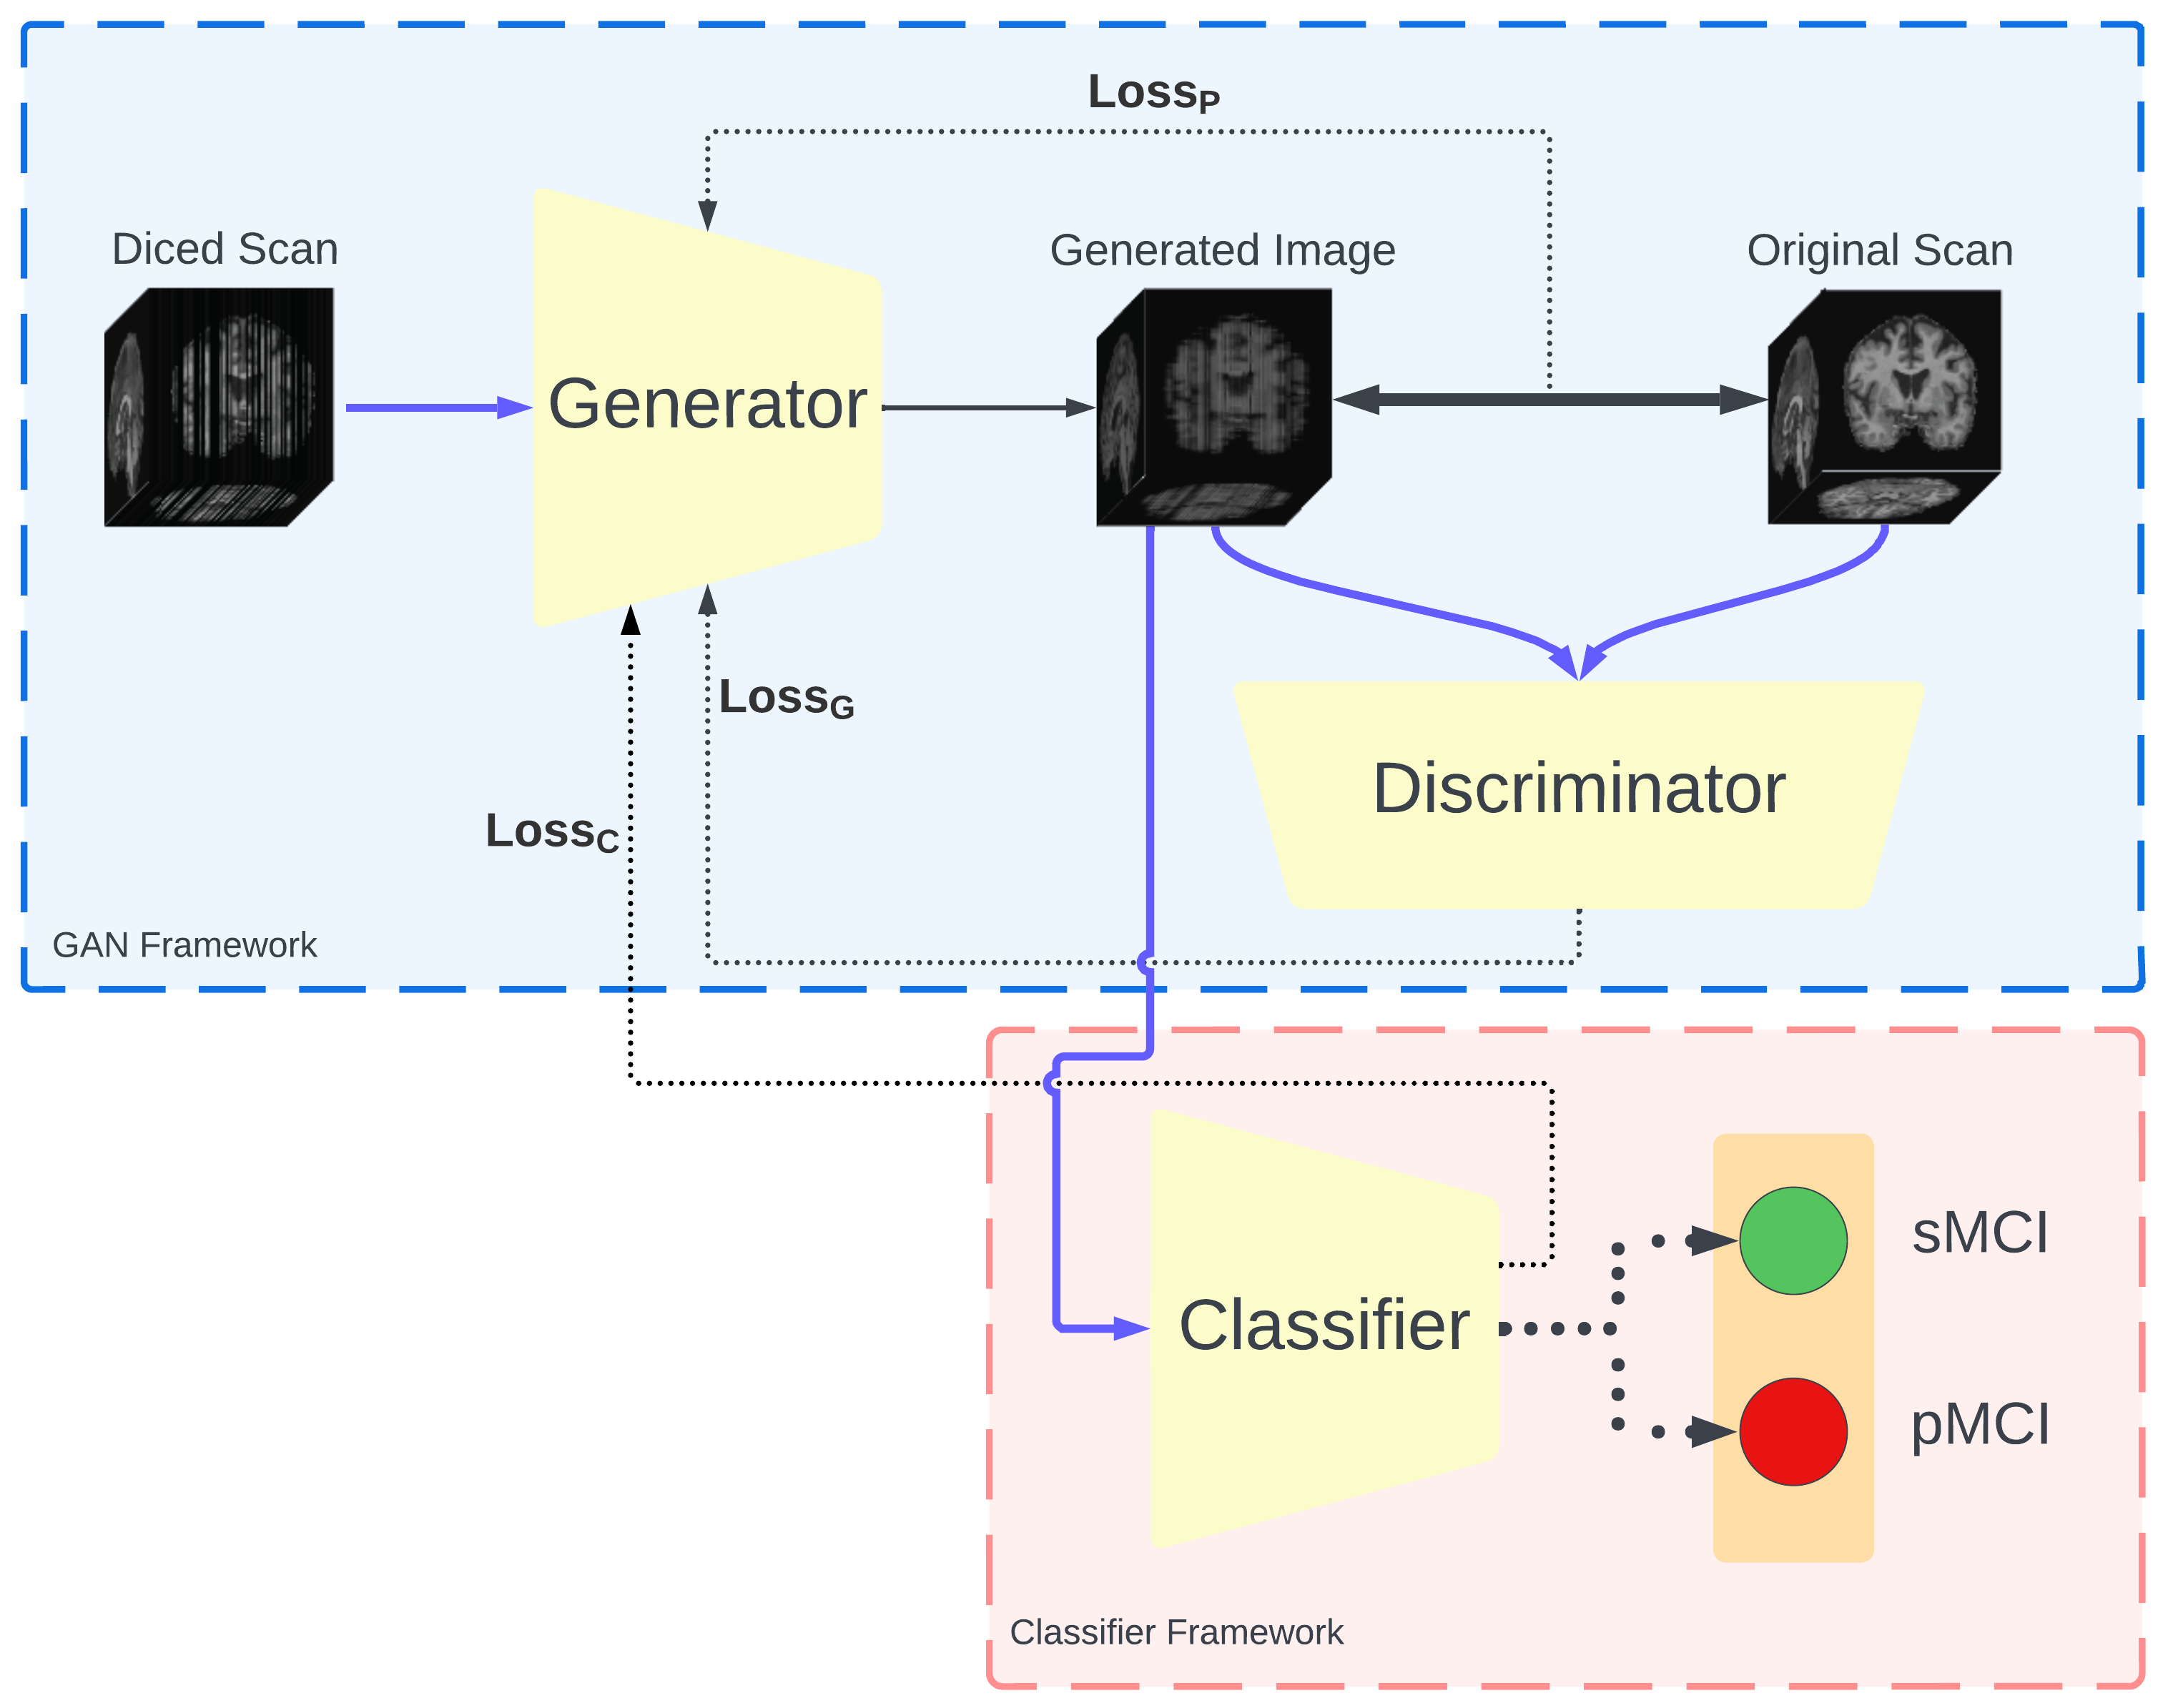 Loss_P
Diced Scan
Generated Image
Original Scan
Generator
Loss_G
Discriminator
Loss_C
GAN Framework
sMCI
Classifier
pMCI
Classifier Framework